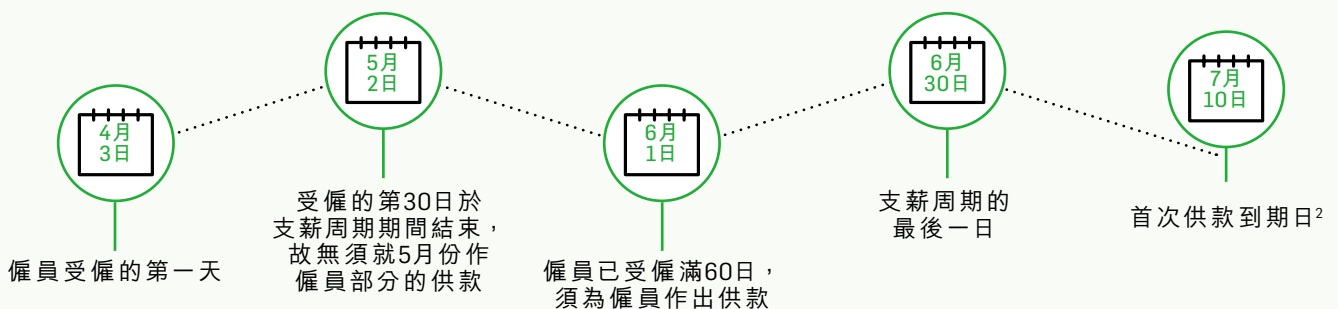 4月
3日
僱員受僱的第一天
5月
2日
受僱的第30日於
支薪周期期間結束，
故無須就5月份作
僱員部分的供款
6月
1日
僱員已受僱滿60日，
須為僱員作出供款
6月
30日
支薪周期的
最後一日
7月
10日
首次供款到期日²